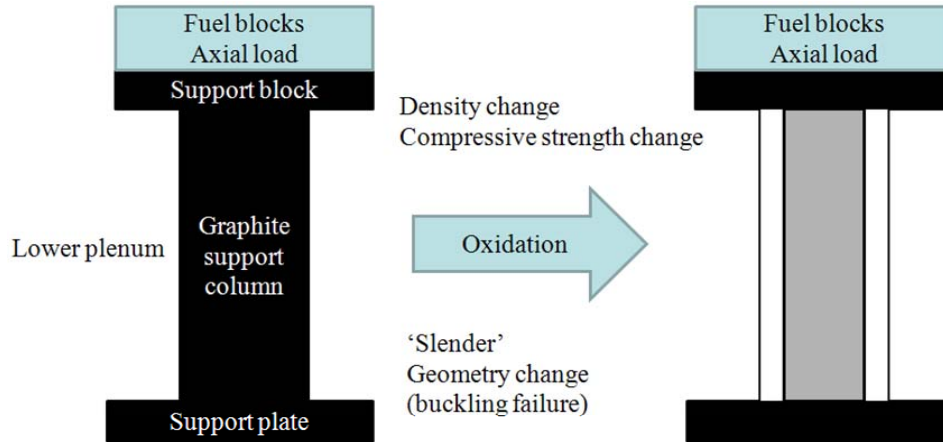 Fuel blocks
Axial load
Support block
Graphite
support
column
Support plate
Lower plenum
Density change
Compressive strength change
Oxidation
‘Slender’
Geometry change
(buckling failure)
Fuel blocks
Axial load